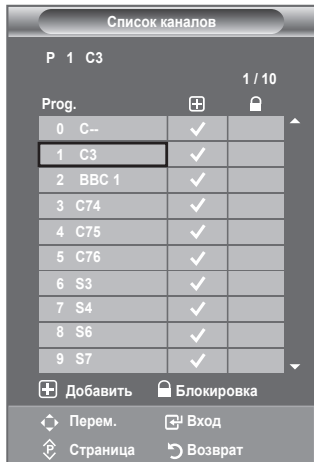 Список каналов
P 1 C3
1 / 10
Prog.
0 C--
1 C3
2 BBC 1
3 C74
4 C75
5 C76
6 S3
7 S4
8 S6
9 S7
Добавить Блокировка
Перем. Вход
Страница Возврат